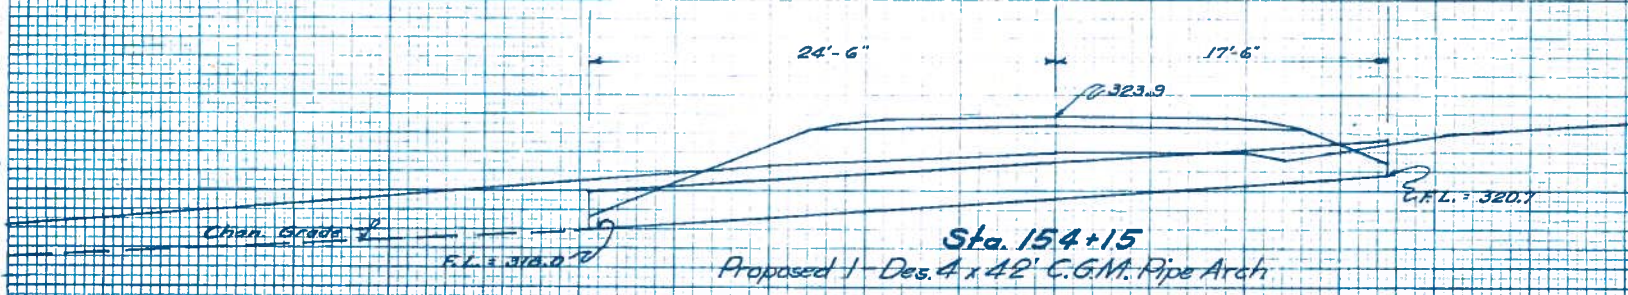 24'-6"
17'-6"
323.9
F.L. = 320.7
Chan. Grade
F.L. = 318.0
Sta. 154+15
Proposed 1-Des. 4 x 42' C.G.M. Pipe Arch